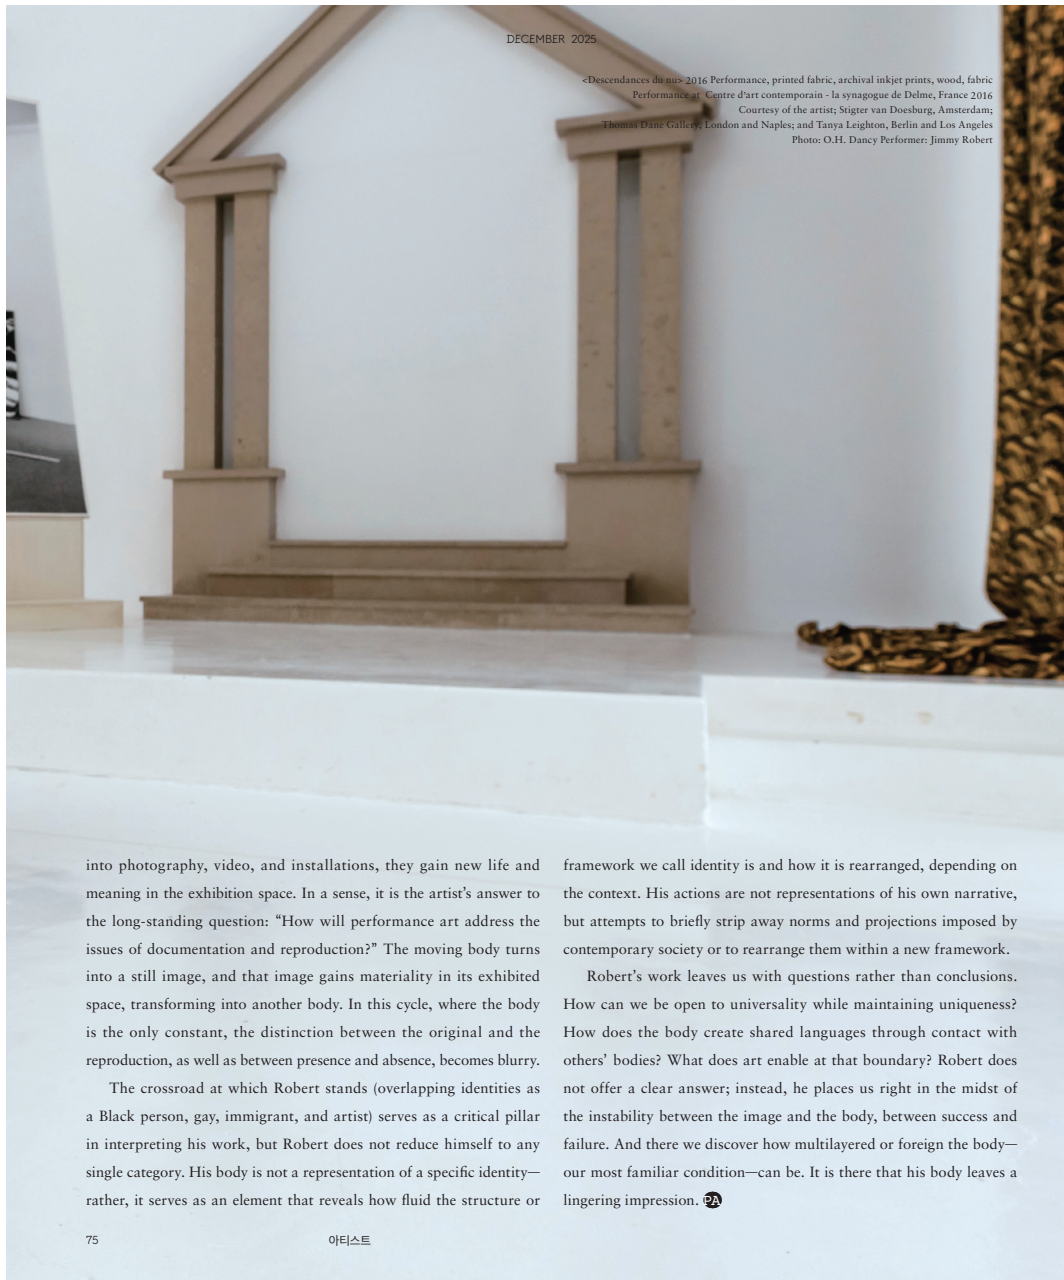 DECEMBER 2025
<Descendances du nu> 2016 Performance, printed fabric, archival inkjet prints, wood, fabric
Performance at Centre d'art contemporain - la synagogue de Delme, France 2016
Courtesy of the artist; Stigter van Doesburg, Amsterdam;
Thomas Dane Gallery, London and Naples; and Tanya Leighton, Berlin and Los Angeles
Photo: O.H. Dancy Performer: Jimmy Robert
into photography, video, and installations, they gain new life and
meaning in the exhibition space. In a sense, it is the artist's answer to
the long-standing question: “How will performance art address the
issues of documentation and reproduction?” The moving body turns
into a still image, and that image gains materiality in its exhibited
space, transforming into another body. In this cycle, where the body
is the only constant, the distinction between the original and the
reproduction, as well as between presence and absence, becomes blurry.
The crossroad at which Robert stands (overlapping identities as
a Black person, gay, immigrant, and artist) serves as a critical pillar
in interpreting his work, but Robert does not reduce himself to any
single category. His body is not a representation of a specific identity—
rather, it serves as an element that reveals how fluid the structure or
framework we call identity is and how it is rearranged, depending on
the context. His actions are not representations of his own narrative,
but attempts to briefly strip away norms and projections imposed by
contemporary society or to rearrange them within a new framework.
Robert's work leaves us with questions rather than conclusions.
How can we be open to universality while maintaining uniqueness?
How does the body create shared languages through contact with
others' bodies? What does art enable at that boundary? Robert does
not offer a clear answer; instead, he places us right in the midst of
the instability between the image and the body, between success and
failure. And there we discover how multilayered or foreign the body—
our most familiar condition—can be. It is there that his body leaves a
lingering impression. PA
75
아티스트